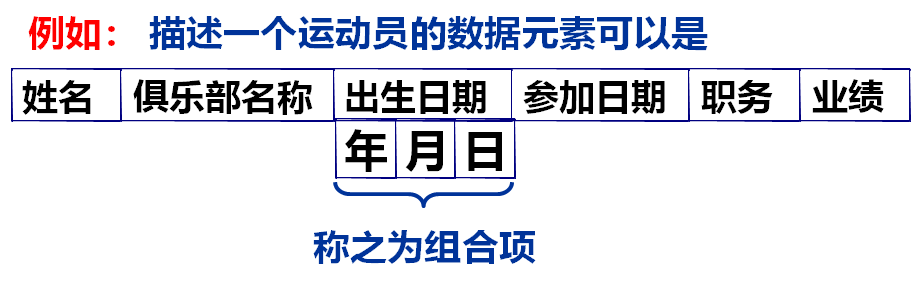 例如： 描述一个运动员的数据元素可以是
姓名 俱乐部名称 出生日期 参加日期 职务 业绩
年 月 日
称之为组合项